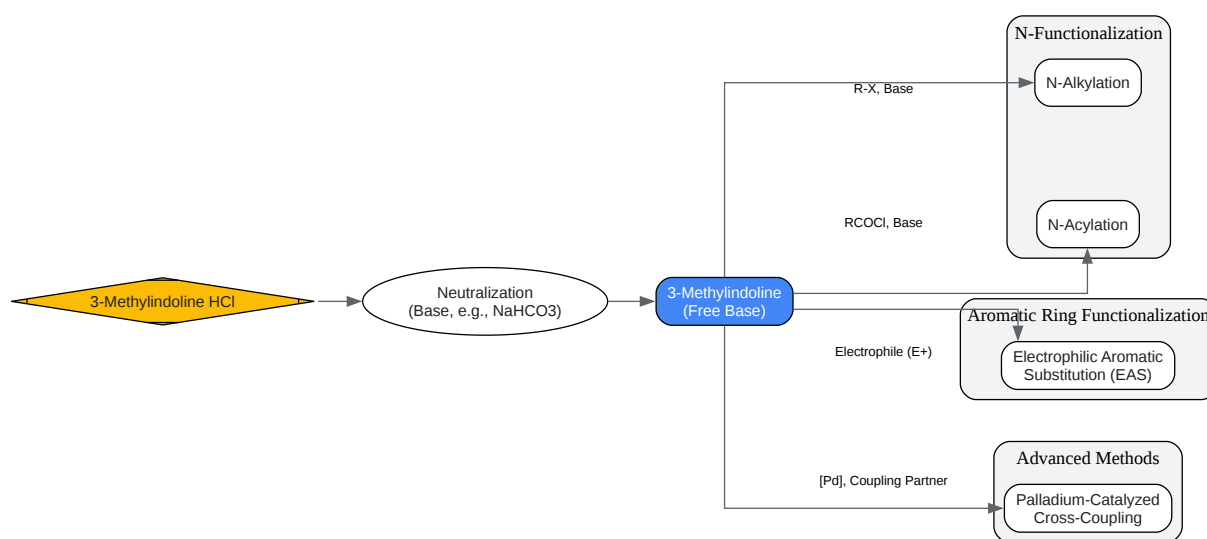 N-Functionalization
N-Alkylation
R-X, Base
RCOCl, Base
N-Acylation
3-Methylindoline HCl
Neutralization
(Base, e.g., NaHCO3)
3-Methylindoline
(Free Base)
Aromatic Ring Functionalization
Electrophile (E+)
Electrophilic Aromatic
Substitution (EAS)
Advanced Methods
[Pd], Coupling Partner
Palladium-Catalyzed
Cross-Coupling